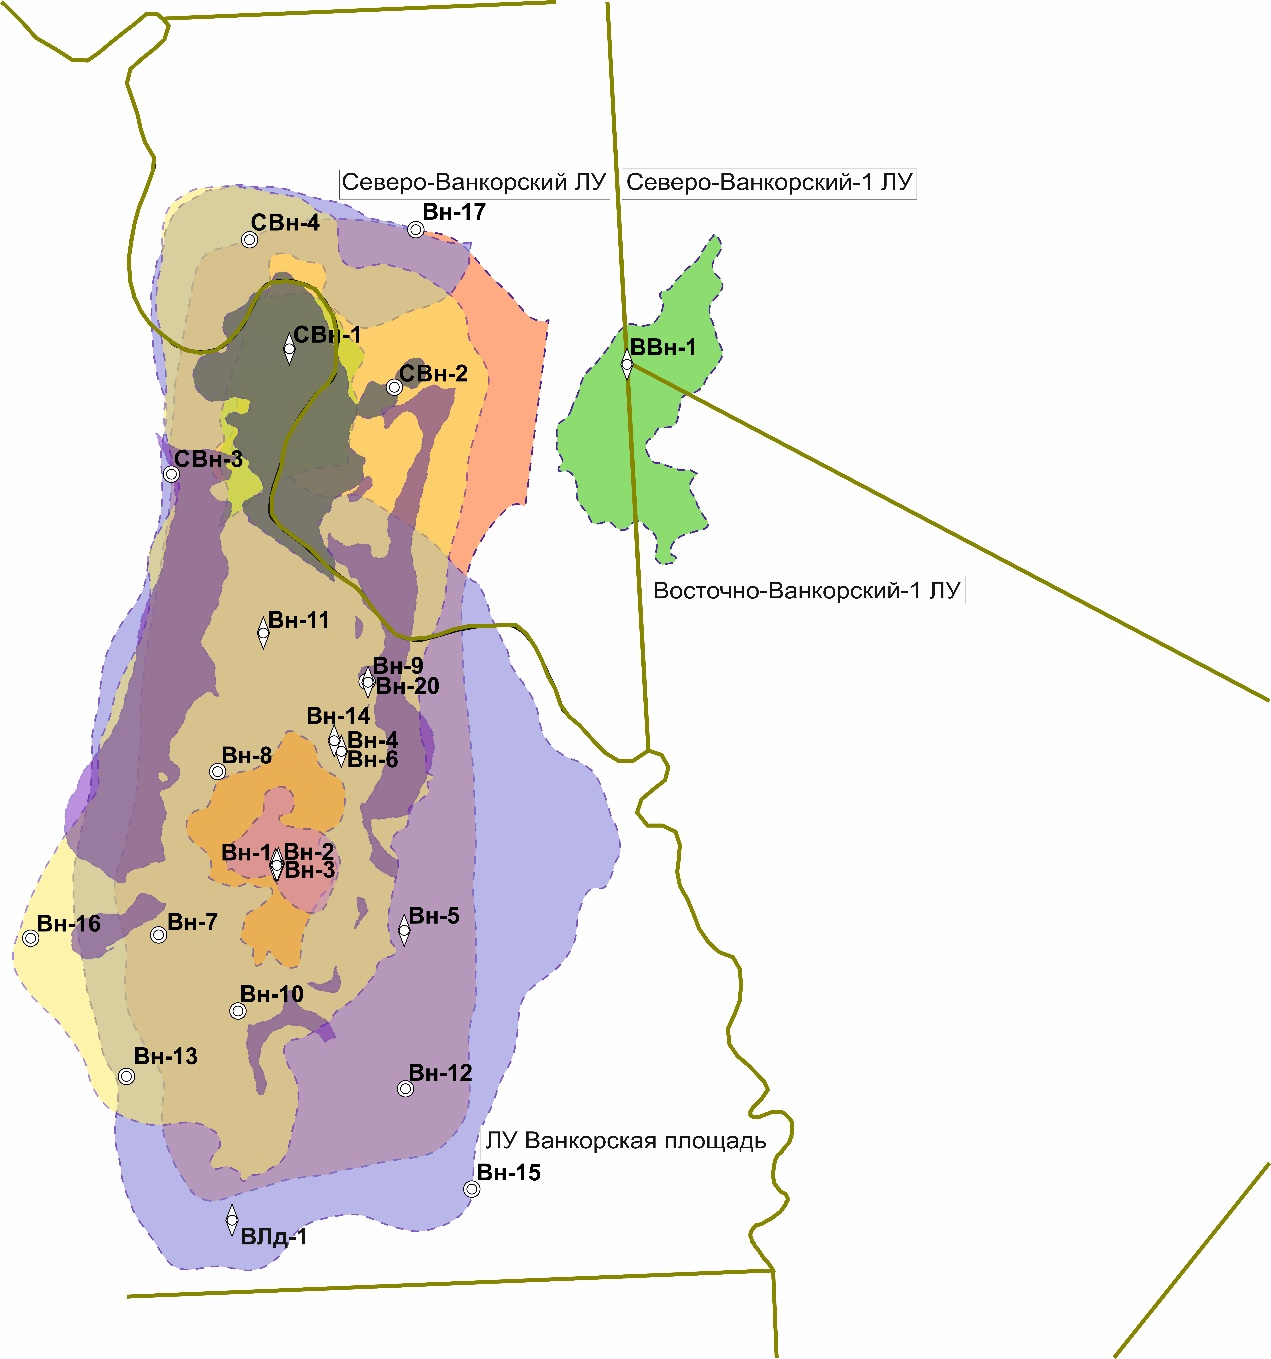 Северо-Ванкорский ЛУ
Северо-Ванкорский-1 ЛУ
Вн-17
СВн-4
СВн-1
ВВн-1
СВн-2
СВн-3
Восточно-Ванкорский-1 ЛУ
Вн-11
Вн-9
Вн-20
Вн-14
Вн-4
Вн-6
Вн-8
Вн-1
Вн-2
Вн-3
Вн-5
Вн-16
Вн-7
Вн-10
Вн-13
Вн-12
ЛУ Ванкорская площадь
Вн-15
ВЛд-1